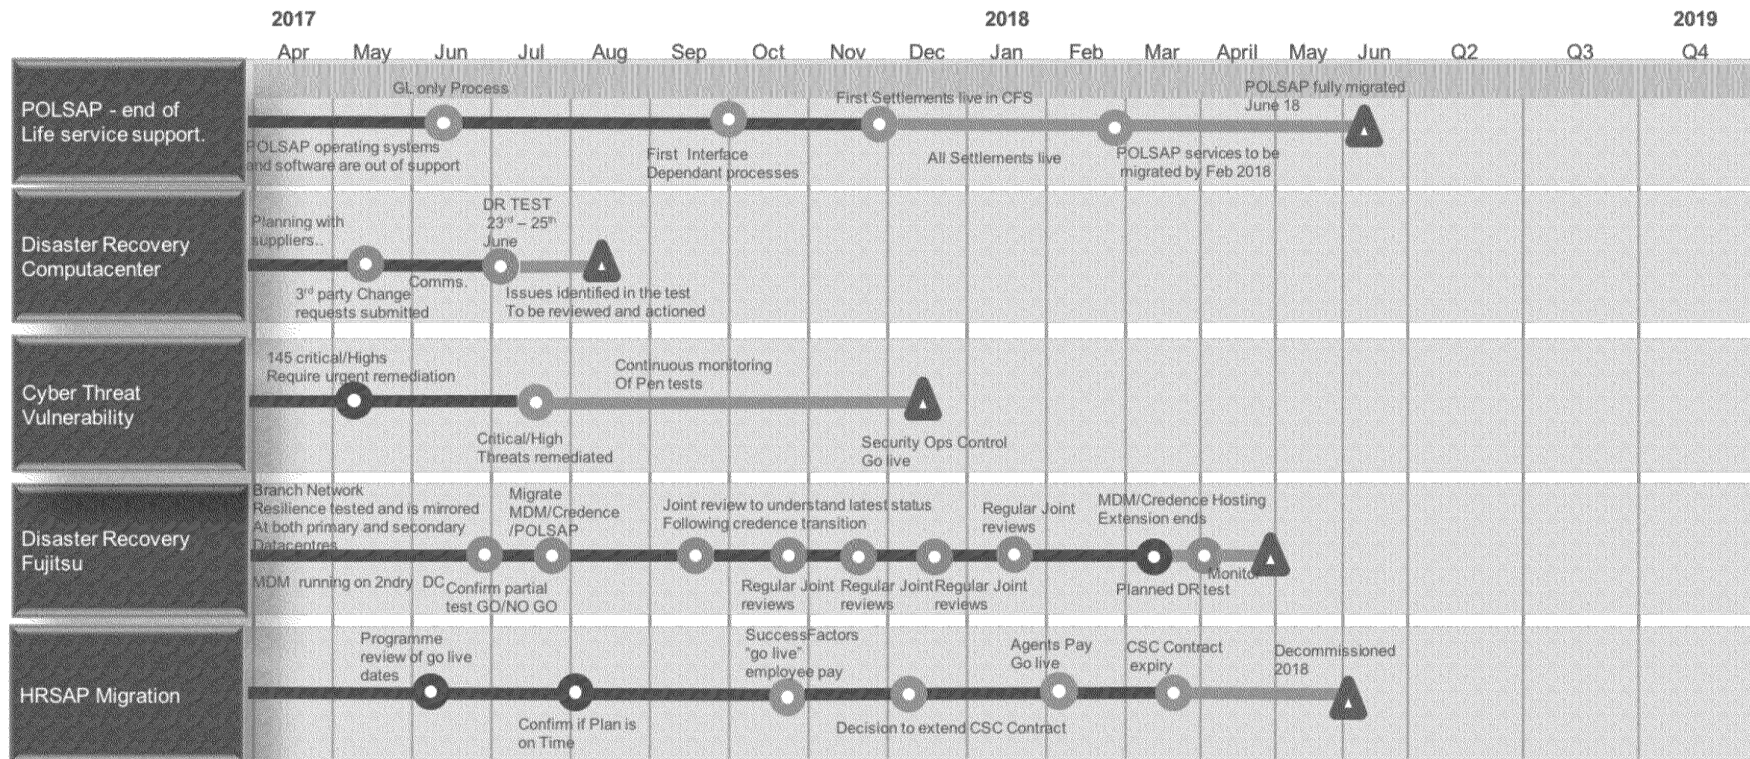 2017 2018 2019
Apr May Jun Jul Aug Sep Oct Nov Dec Jan Feb Mar April May Jun Q2 Q3 Q4
POLSAP - end of
Life service support.
GL only Process
POLSAP operating systems
and software are out of support
First Interface
Dependant processes
First Settlements live in CFS
All Settlements live
POLSAP services to be
migrated by Feb 2018
POLSAP fully migrated
June 18
Disaster Recovery
Computacenter
Planning with
suppliers..
3rd party Change
requests submitted
Comms.
DR TEST
23rd – 25th
June
Issues identified in the test
To be reviewed and actioned
Cyber Threat
Vulnerability
145 critical/Highs
Require urgent remediation
Critical/High
Threats remediated
Continuous monitoring
Of Pen tests
Security Ops Control
Go live
Disaster Recovery
Fujitsu
Branch Network
Resilience tested and is mirrored
At both primary and secondary
Datacentres
MDM running on 2ndry DC
Confirm partial
test GO/NO GO
Migrate
MDM/Credence
/POLSAP
Joint review to understand latest status
Following credence transition
Regular Joint
reviews
Regular Joint
reviews
Regular Joint
reviews
Regular Joint
reviews
MDM/Credence Hosting
Extension ends
Planned DR test
Monitor
HRSAP Migration
Programme
review of go live
dates
Confirm if Plan is
on Time
SuccessFactors
"go live"
employee pay
Decision to extend CSC Contract
Agents Pay
Go live
CSC Contract
expiry
Decommissioned
2018